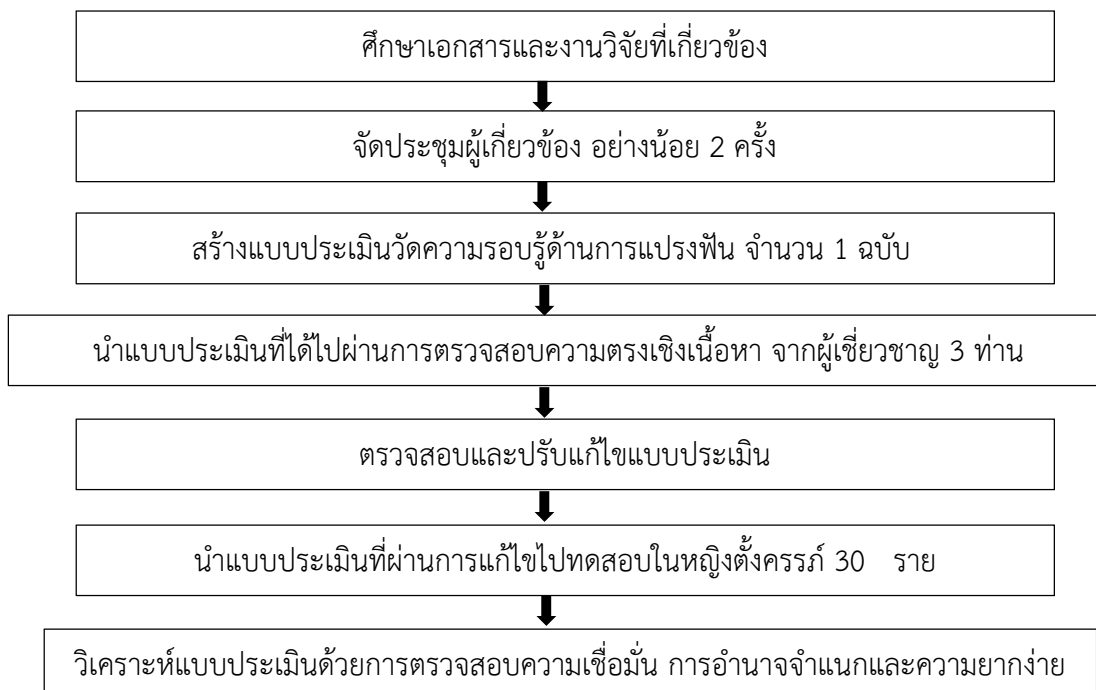 ศึกษาเอกสารและงานวิจัยที่เกี่ยวข้อง
จัดประชุมผู้เกี่ยวข้อง อย่างน้อย 2 ครั้ง
สร้างแบบประเมินวัดความรอบรู้ด้านการแปรงฟัน จำนวน 1 ฉบับ
นำแบบประเมินที่ได้ไปผ่านการตรวจสอบความตรงเชิงเนื้อหา จากผู้เชี่ยวชาญ 3 ท่าน
ตรวจสอบและปรับแก้ไขแบบประเมิน
นำแบบประเมินที่ผ่านการแก้ไขไปทดสอบในหญิงตั้งครรภ์ 30 ราย
วิเคราะห์แบบประเมินด้วยการตรวจสอบความเชื่อมั่น การอำนาจจำแนกและความยากง่าย